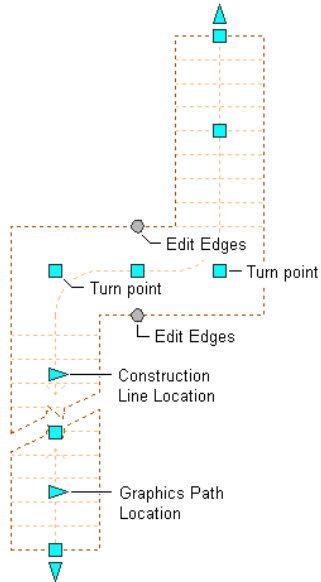 Edit Edges
Turn point
Turn point
Edit Edges
Construction
Line Location
Graphics Path
Location